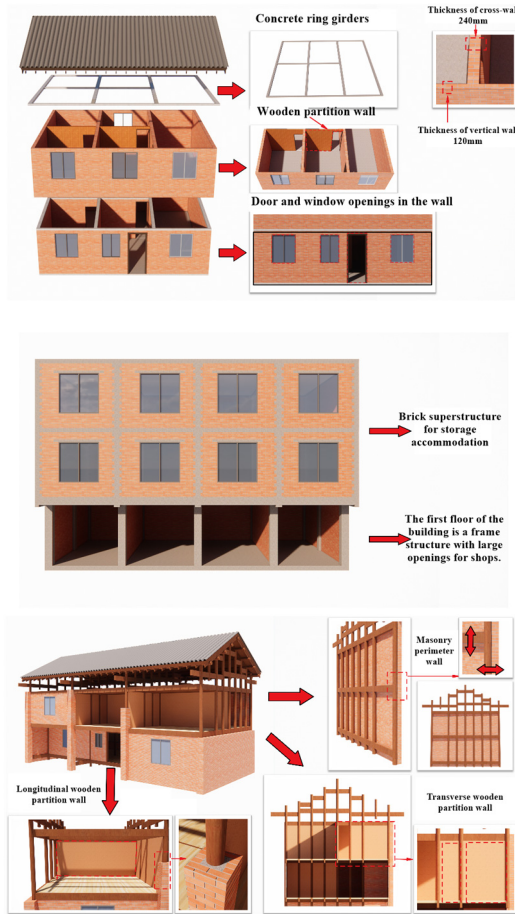 Concrete ring girders
Thickness of cross-wal
240mm
Wooden partition wall
Thickness of vertical wall
120mm
Door and window openings in the wall
Brick superstructure
for storage
accommodation
The first floor of the
building is a frame
structure with large
openings for shops.
Masonry
perimeter
wall
Longitudinal wooden
partition wall
Transverse wooden
partition wall